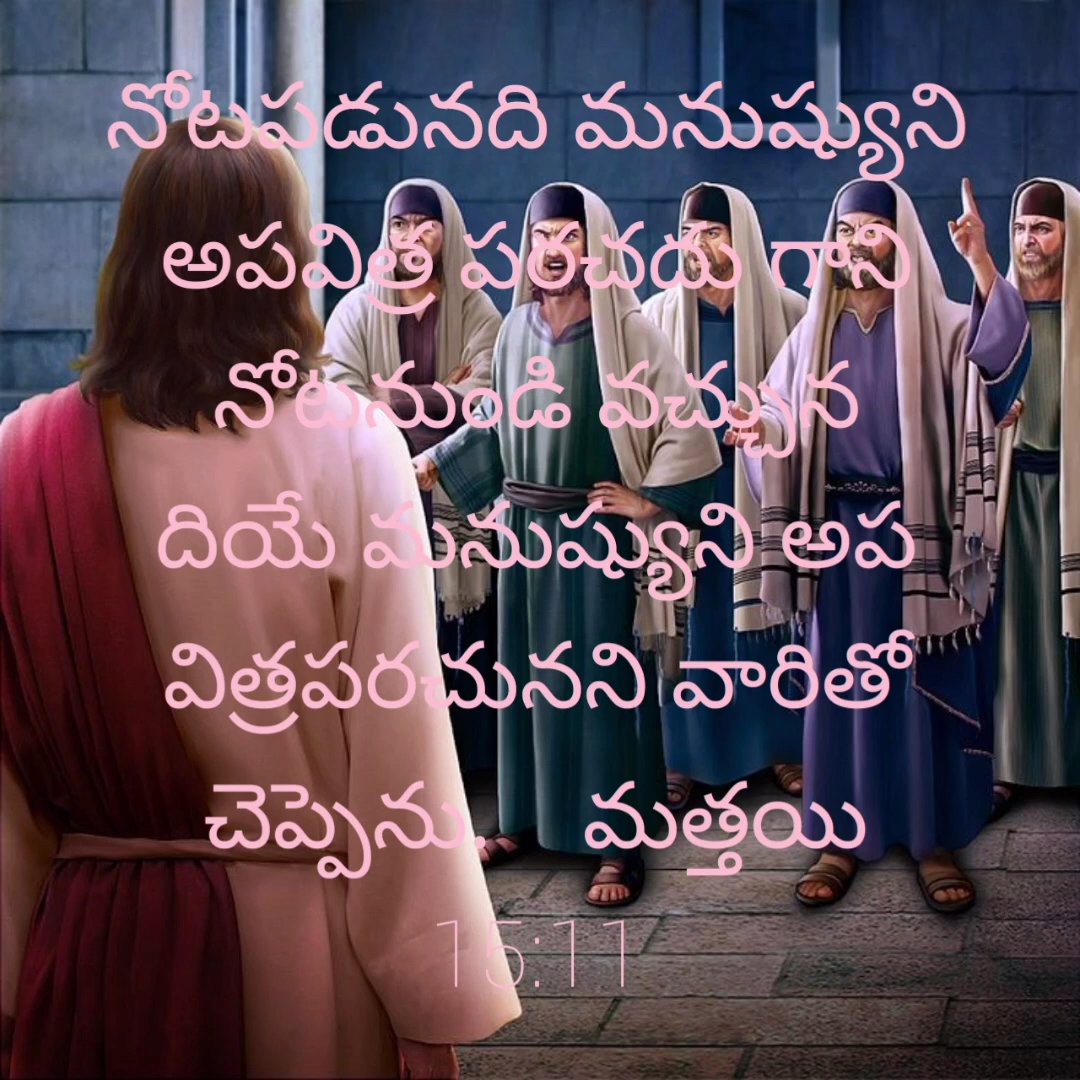 నోటపడునది మనుష్యుని
అపవిత్ర పరచదు గాని
నోటనుండి వచ్చున
దియే మనుష్యుని అప
విత్రపరచునని వారితో
చెప్పెను. మత్తయి
15:11